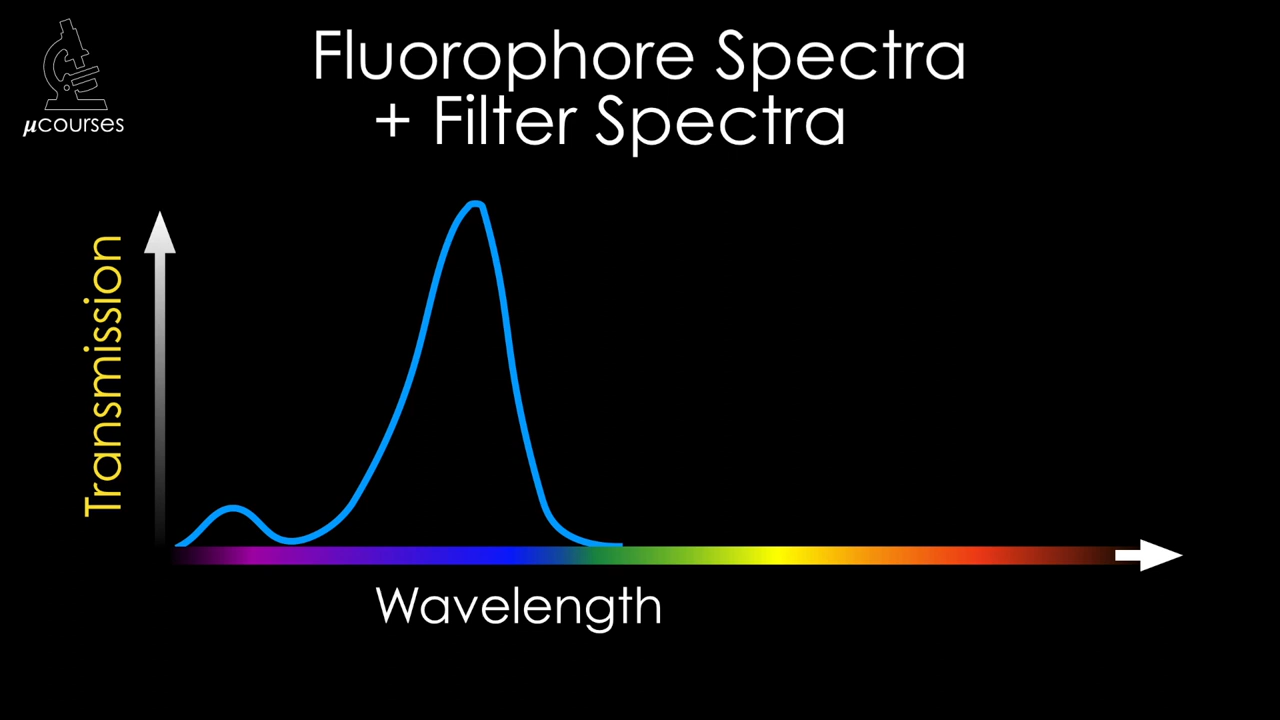 Fluorophore Spectra
+ Filter Spectra
µcourses
Transmission
Wavelength